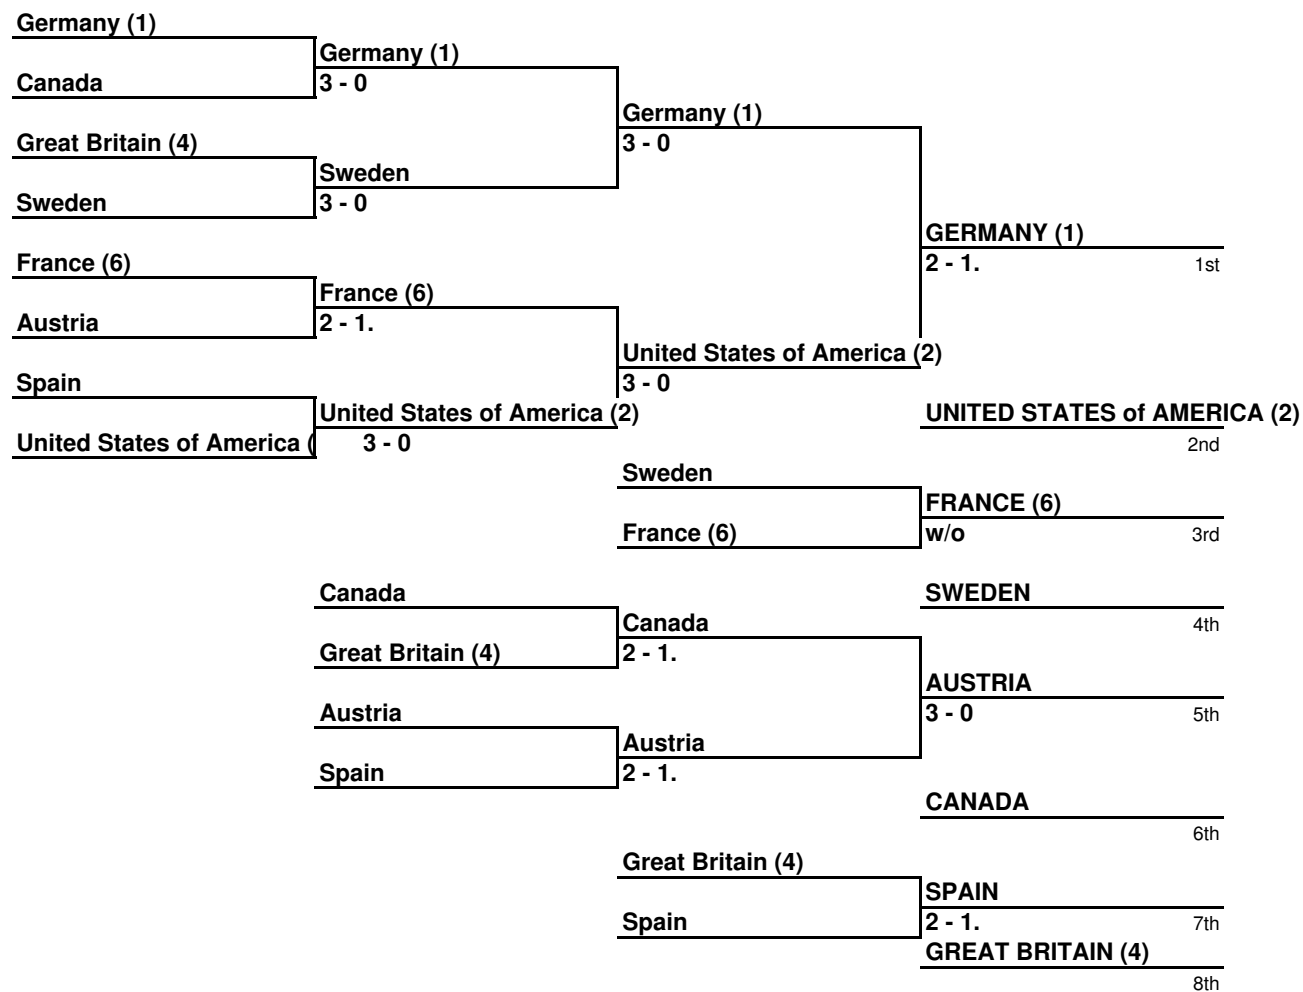 Germany (1)
Germany (1)
Canada
3 - 0
Germany (1)
Great Britain (4)
3 - 0
Sweden
Sweden
3 - 0
GERMANY (1)
France (6)
2 - 1.
1st
France (6)
Austria
2 - 1.
United States of America (2)
Spain
3 - 0
United States of America (2)
UNITED STATES of AMERICA (2)
United States of America (
3 - 0
2nd
Sweden
FRANCE (6)
France (6)
w/o
3rd
Canada
SWEDEN
Canada
4th
Great Britain (4)
2 - 1.
AUSTRIA
Austria
3 - 0
5th
Austria
Spain
2 - 1.
CANADA
6th
Great Britain (4)
SPAIN
Spain
2 - 1.
7th
GREAT BRITAIN (4)
8th